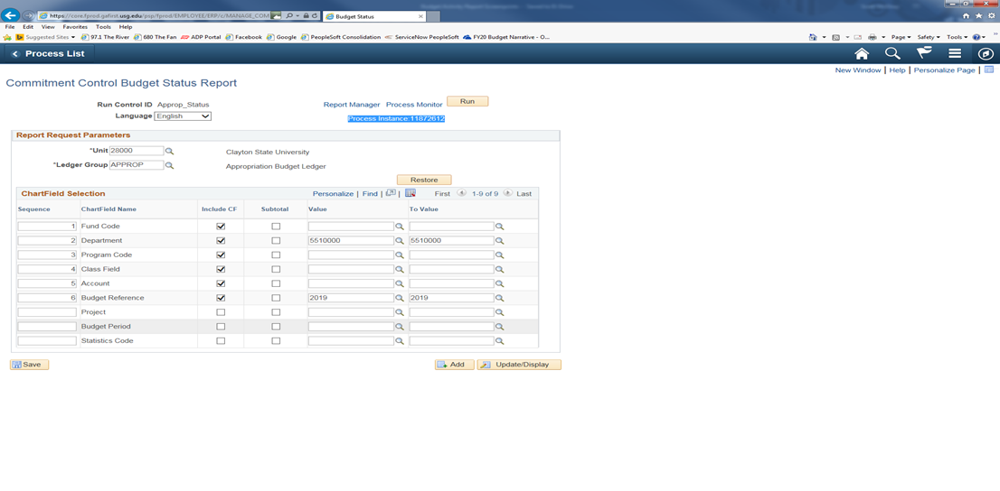 https://core.fprod.gafirst.usg.edu/psp/fprod/EMPLOYEE/ERP/c/MANAGE_COM
Budget Status
File Edit View Favorites Tools Help
Suggested Sites 97.1 The River 680 The Fan ADP Portal Facebook Google PeopleSoft Consolidation ServiceNow PeopleSoft FY20 Budget Narrative - O...
Page Safety Tools
Process List
New Window | Help | Personalize Page |
Commitment Control Budget Status Report
Run Control ID Approp_Status Report Manager Process Monitor Run
Language English Process Instance:11872612
Report Request Parameters
*Unit 28000 Clayton State University
*Ledger Group APPROP Appropriation Budget Ledger
Restore
ChartField Selection Personalize | Find | | First 1-9 of 9 Last
Sequence ChartField Name Include CF Subtotal Value To Value
1 Fund Code
2 Department 5510000 5510000
3 Program Code
4 Class Field
5 Account
6 Budget Reference 2019 2019
Project
Budget Period
Statistics Code
Save Add Update/Display